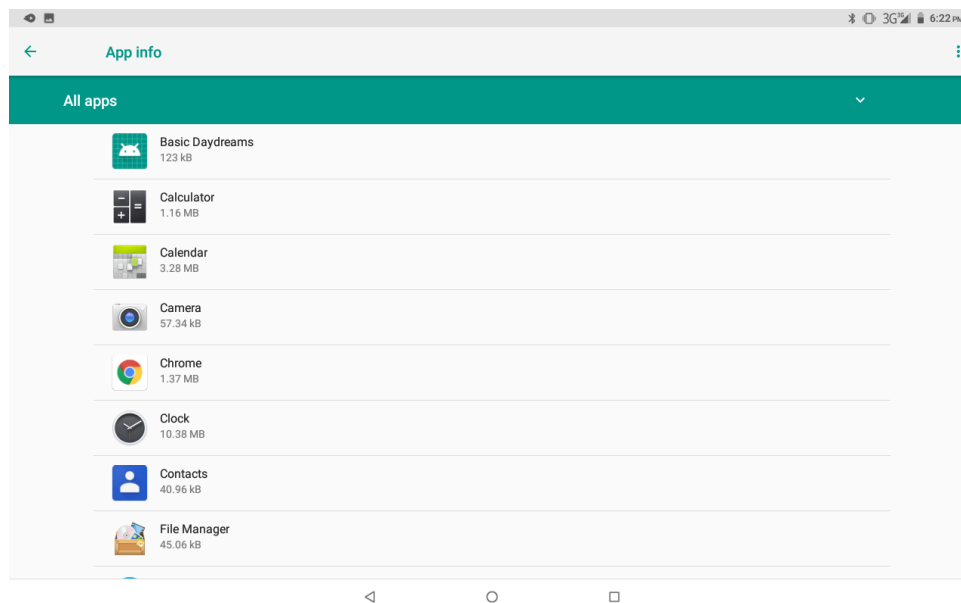 3G 3G 6:22 PM
App info
All apps
Basic Daydreams
123 kB
Calculator
1.16 MB
Calendar
3.28 MB
Camera
57.34 kB
Chrome
1.37 MB
Clock
10.38 MB
Contacts
40.96 kB
File Manager
45.06 kB